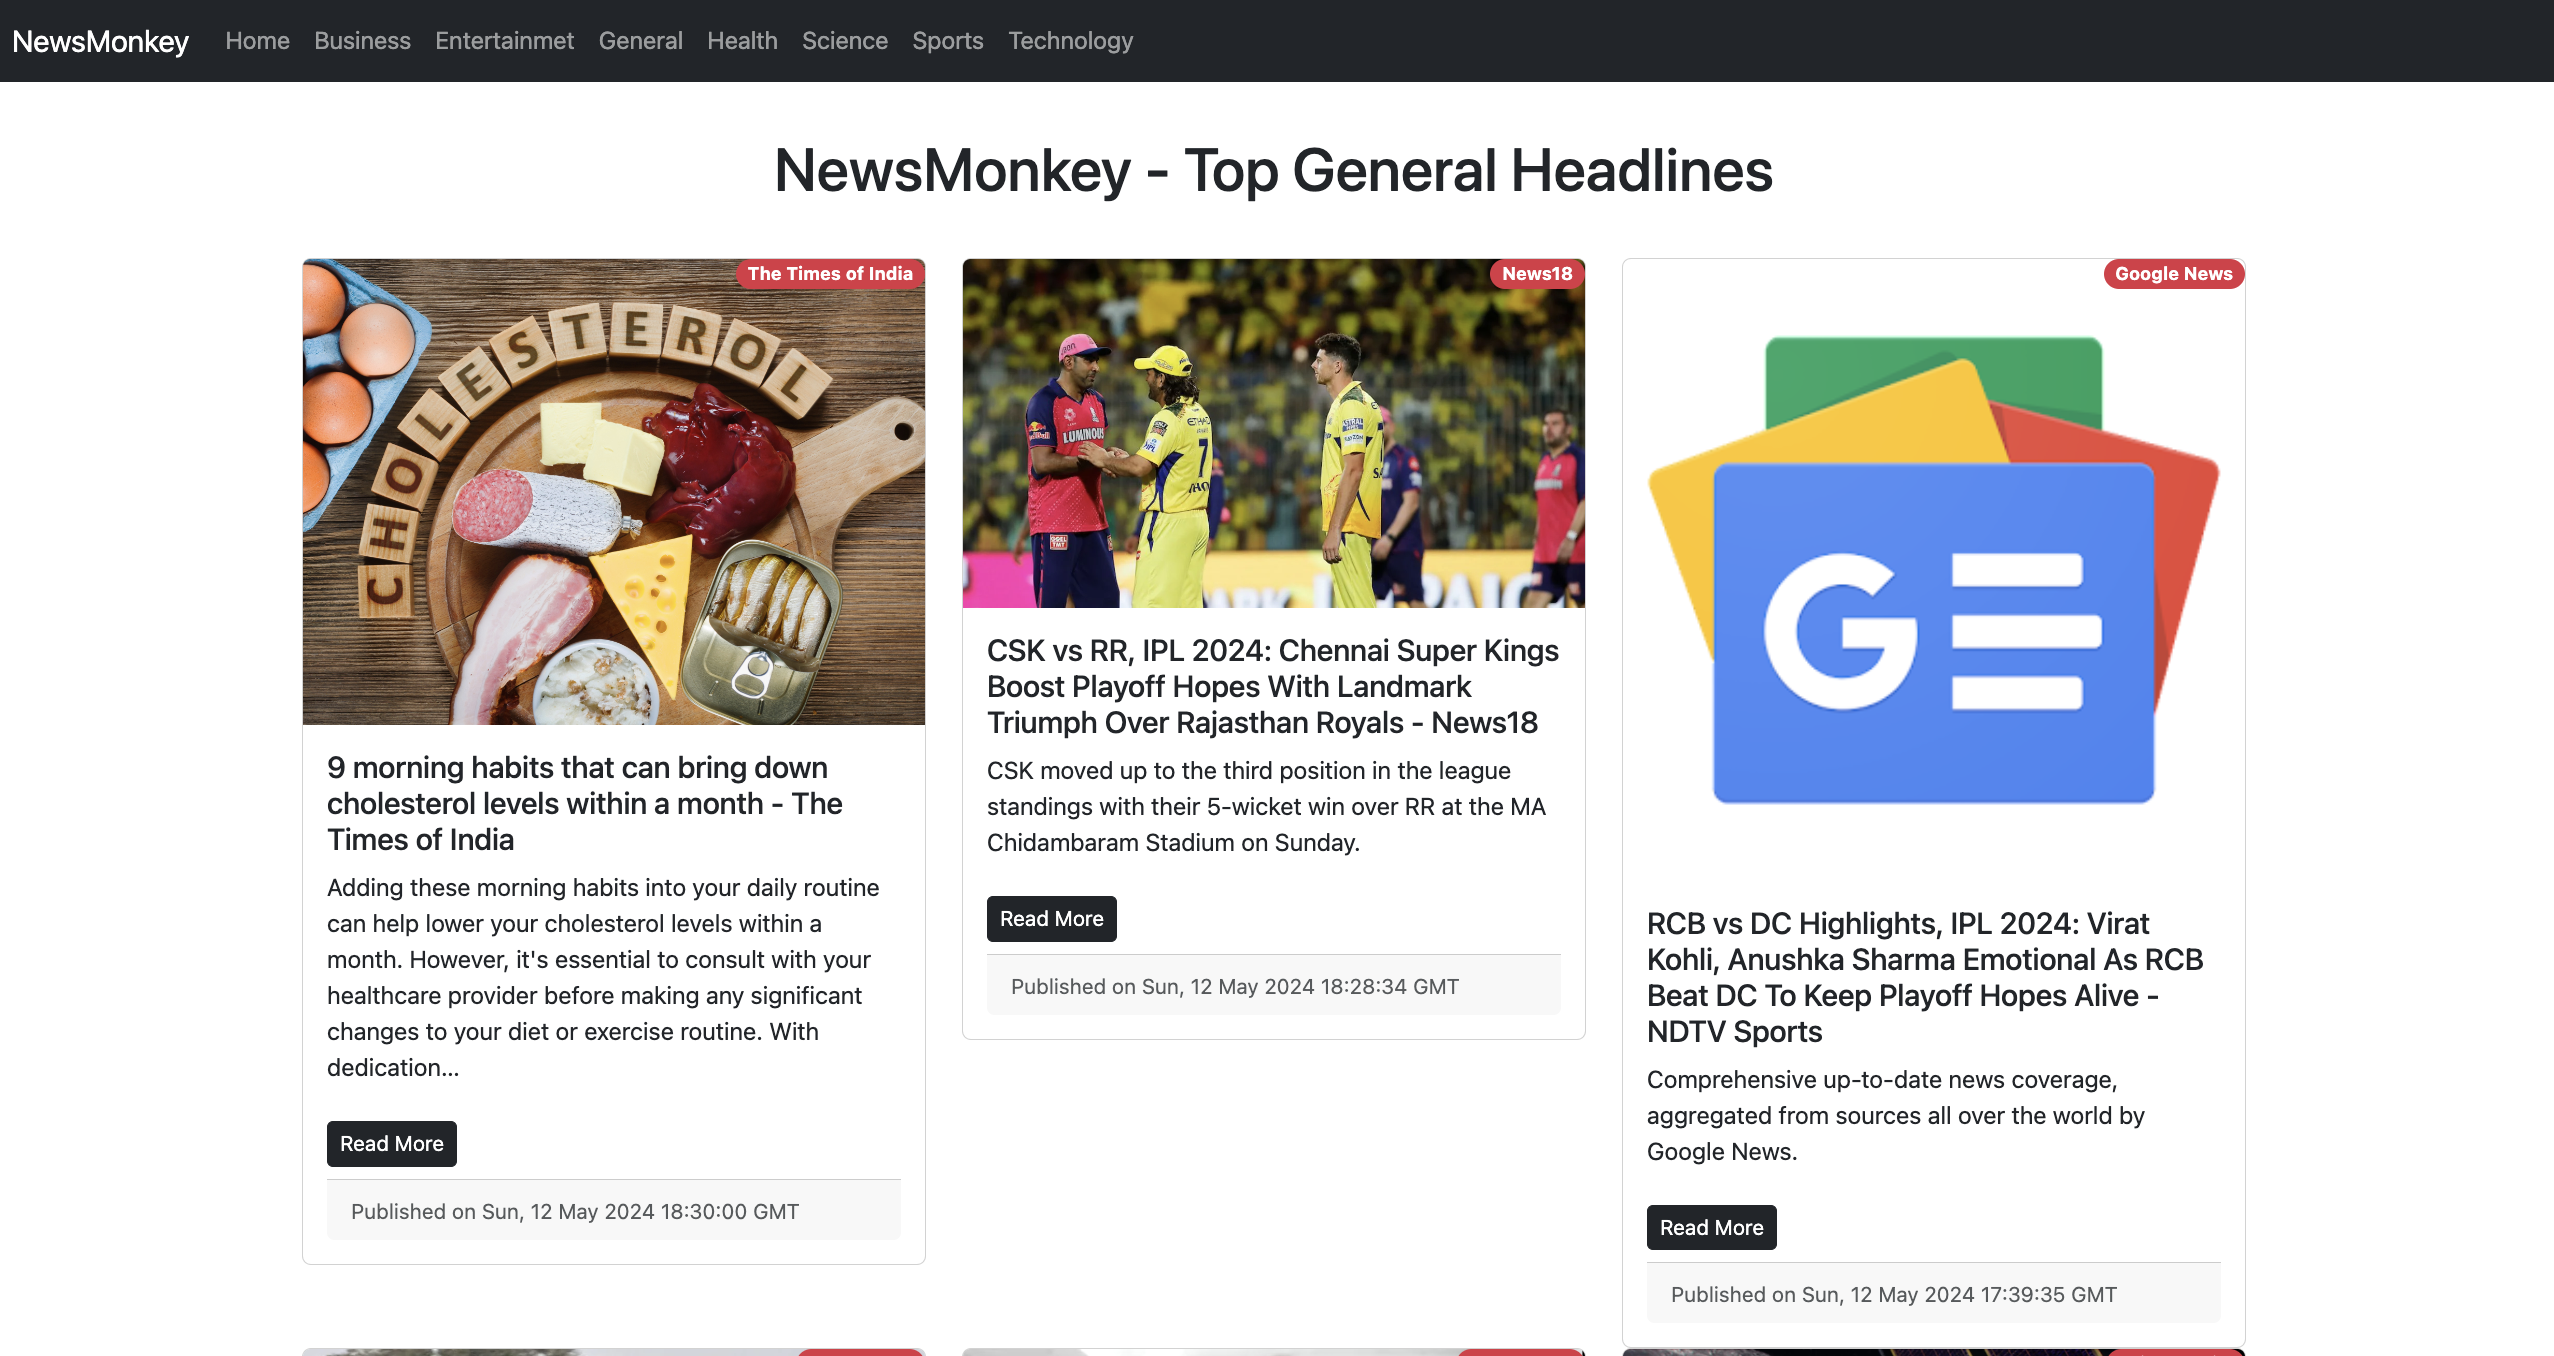 NewsMonkey Home Business Entertainmet General Health Science Sports Technology
NewsMonkey - Top General Headlines
The Times of India
CHOLESTEROL
9 morning habits that can bring down
cholesterol levels within a month - The
Times of India
Adding these morning habits into your daily routine
can help lower your cholesterol levels within a
month. However, it's essential to consult with your
healthcare provider before making any significant
changes to your diet or exercise routine. With
dedication...
Read More
Published on Sun, 12 May 2024 18:30:00 GMT
News18
LUMINOUS
7
CSK vs RR, IPL 2024: Chennai Super Kings
Boost Playoff Hopes With Landmark
Triumph Over Rajasthan Royals - News18
CSK moved up to the third position in the league
standings with their 5-wicket win over RR at the MA
Chidambaram Stadium on Sunday.
Read More
Published on Sun, 12 May 2024 18:28:34 GMT
Google News
G
RCB vs DC Highlights, IPL 2024: Virat
Kohli, Anushka Sharma Emotional As RCB
Beat DC To Keep Playoff Hopes Alive -
NDTV Sports
Comprehensive up-to-date news coverage,
aggregated from sources all over the world by
Google News.
Read More
Published on Sun, 12 May 2024 17:39:35 GMT